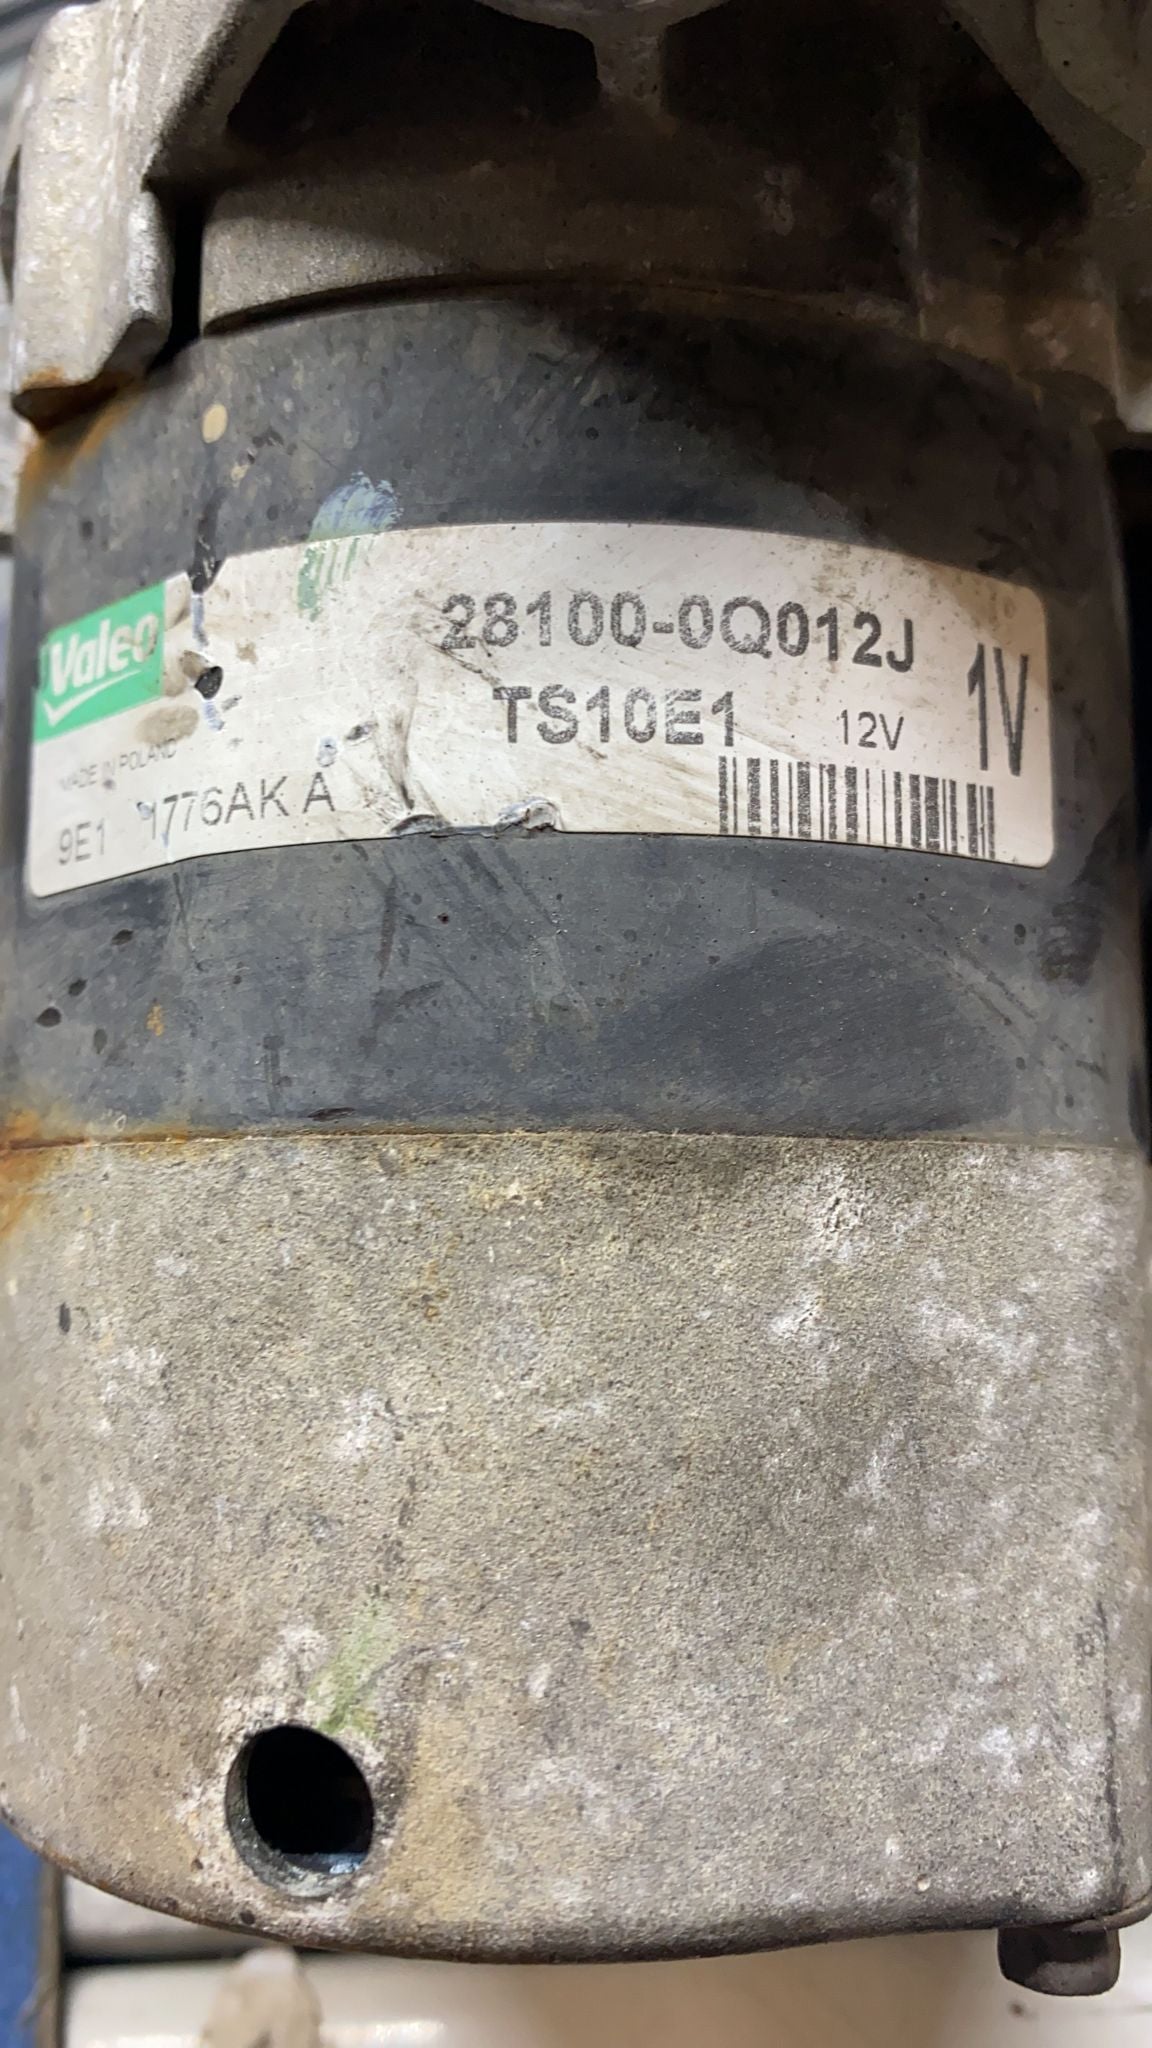 Valeo
28100-0Q012J
TS10E1
12V
1V
MADE IN POLAND
9E1 1776AK A